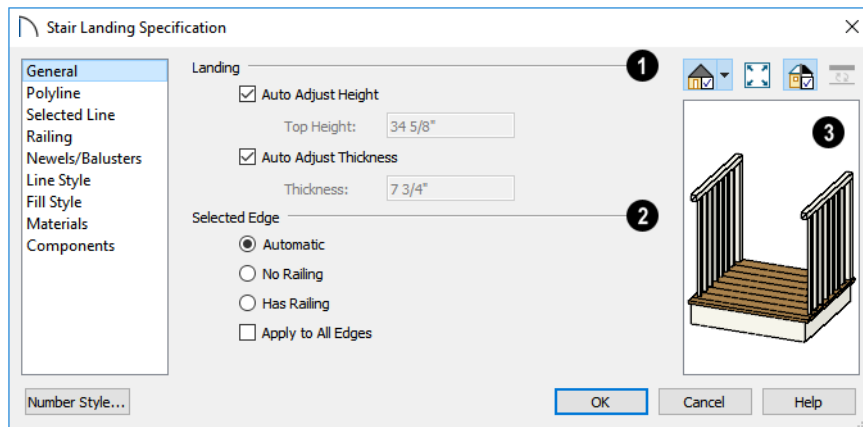 Stair Landing Specification
General
Polyline
Selected Line
Railing
Newels/Balusters
Line Style
Fill Style
Materials
Components
Landing
1
Auto Adjust Height
Top Height: 34 5/8"
Auto Adjust Thickness
Thickness: 7 3/4"
Selected Edge
2
Automatic
No Railing
Has Railing
Apply to All Edges
3
Number Style...
OK
Cancel
Help